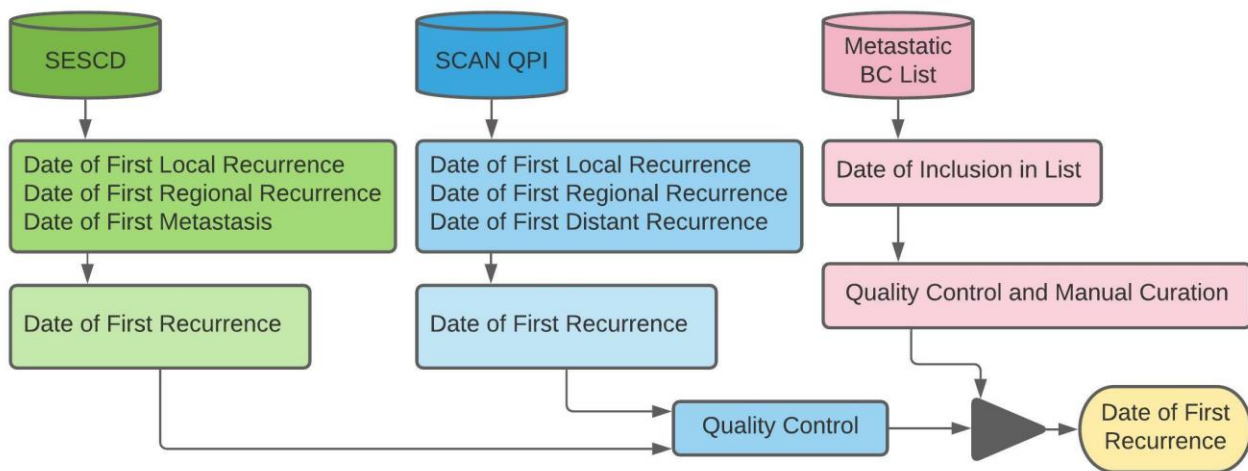 SESCD
SCAN QPI
Metastatic
BC List
Date of First Local Recurrence
Date of First Regional Recurrence
Date of First Metastasis
Date of First Local Recurrence
Date of First Regional Recurrence
Date of First Distant Recurrence
Date of Inclusion in List
Date of First Recurrence
Date of First Recurrence
Quality Control and Manual Curation
Quality Control
Date of First
Recurrence